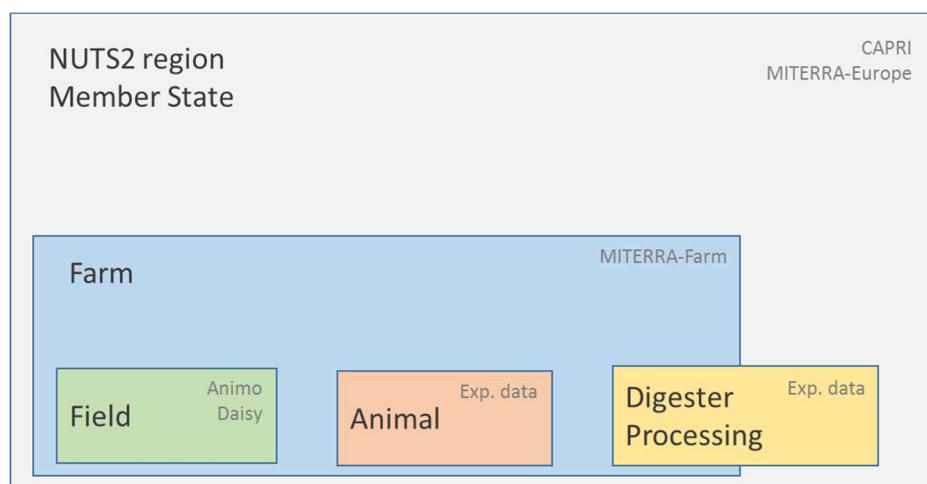 NUTS2 region
Member State
CAPRI
MITERRA-Europe
Farm
MITERRA-Farm
Field
Animo
Daisy
Animal
Exp. data
Digester
Processing
Exp. data